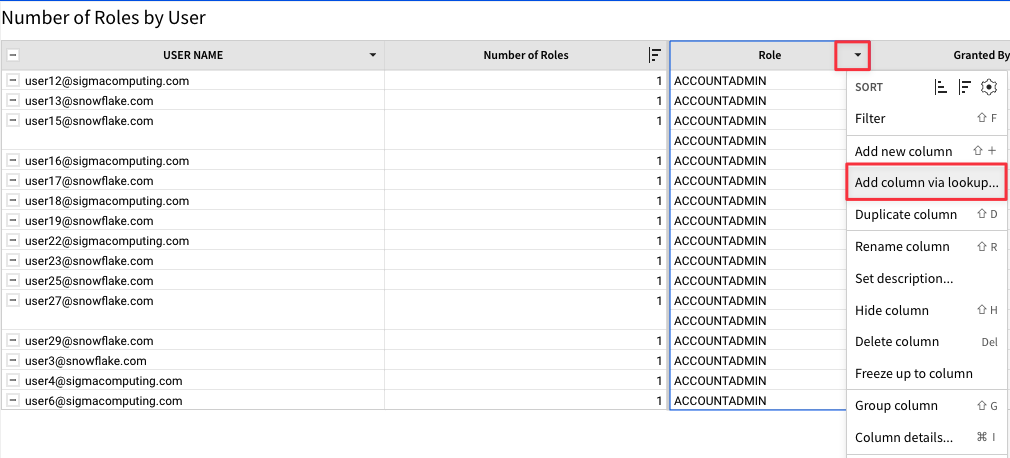 Number of Roles by User
USER NAME Number of Roles Role Granted By
user12@sigmacomputing.com 1 ACCOUNTADMIN
user13@snowflake.com 1 ACCOUNTADMIN
user15@snowflake.com 1 ACCOUNTADMIN
ACCOUNTADMIN
user16@sigmacomputing.com 1 ACCOUNTADMIN
user17@snowflake.com 1 ACCOUNTADMIN
user18@sigmacomputing.com 1 ACCOUNTADMIN
user19@snowflake.com 1 ACCOUNTADMIN
user22@sigmacomputing.com 1 ACCOUNTADMIN
user23@snowflake.com 1 ACCOUNTADMIN
user25@snowflake.com 1 ACCOUNTADMIN
user27@snowflake.com 1 ACCOUNTADMIN
ACCOUNTADMIN
user29@snowflake.com 1 ACCOUNTADMIN
user3@snowflake.com 1 ACCOUNTADMIN
user4@sigmacomputing.com 1 ACCOUNTADMIN
user6@sigmacomputing.com 1 ACCOUNTADMIN
SORT
Filter ⇧ F
Add new column ⇧ +
Add column via lookup...
Duplicate column ⇧ D
Rename column ⇧ R
Set description...
Hide column ⇧ H
Delete column Del
Freeze up to column
Group column ⇧ G
Column details... ⌘ I